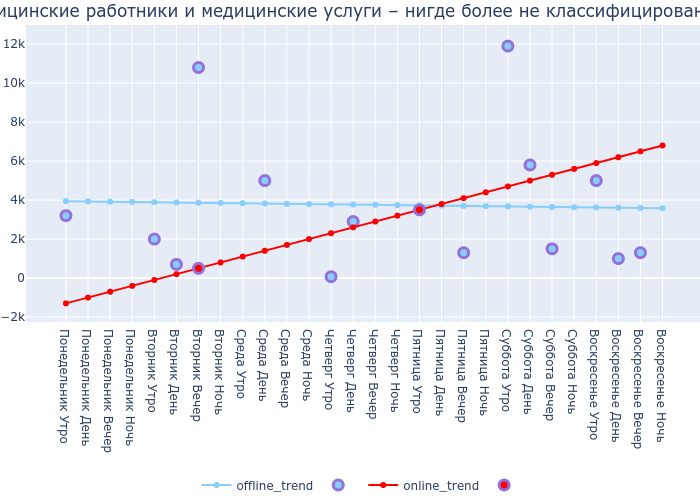 ицинские работники и медицинские услуги – нигде более не классифицирован
12k
10k
8k
6k
4k
2k
0
−2k
Понедельник Утро
Понедельник День
Понедельник Вечер
Понедельник Ночь
Вторник Утро
Вторник День
Вторник Вечер
Вторник Ночь
Среда Утро
Среда День
Среда Вечер
Среда Ночь
Четверг Утро
Четверг День
Четверг Вечер
Четверг Ночь
Пятница Утро
Пятница День
Пятница Вечер
Пятница Ночь
Суббота Утро
Суббота День
Суббота Вечер
Суббота Ночь
Воскресенье Утро
Воскресенье День
Воскресенье Вечер
Воскресенье Ночь
offline_trend
online_trend